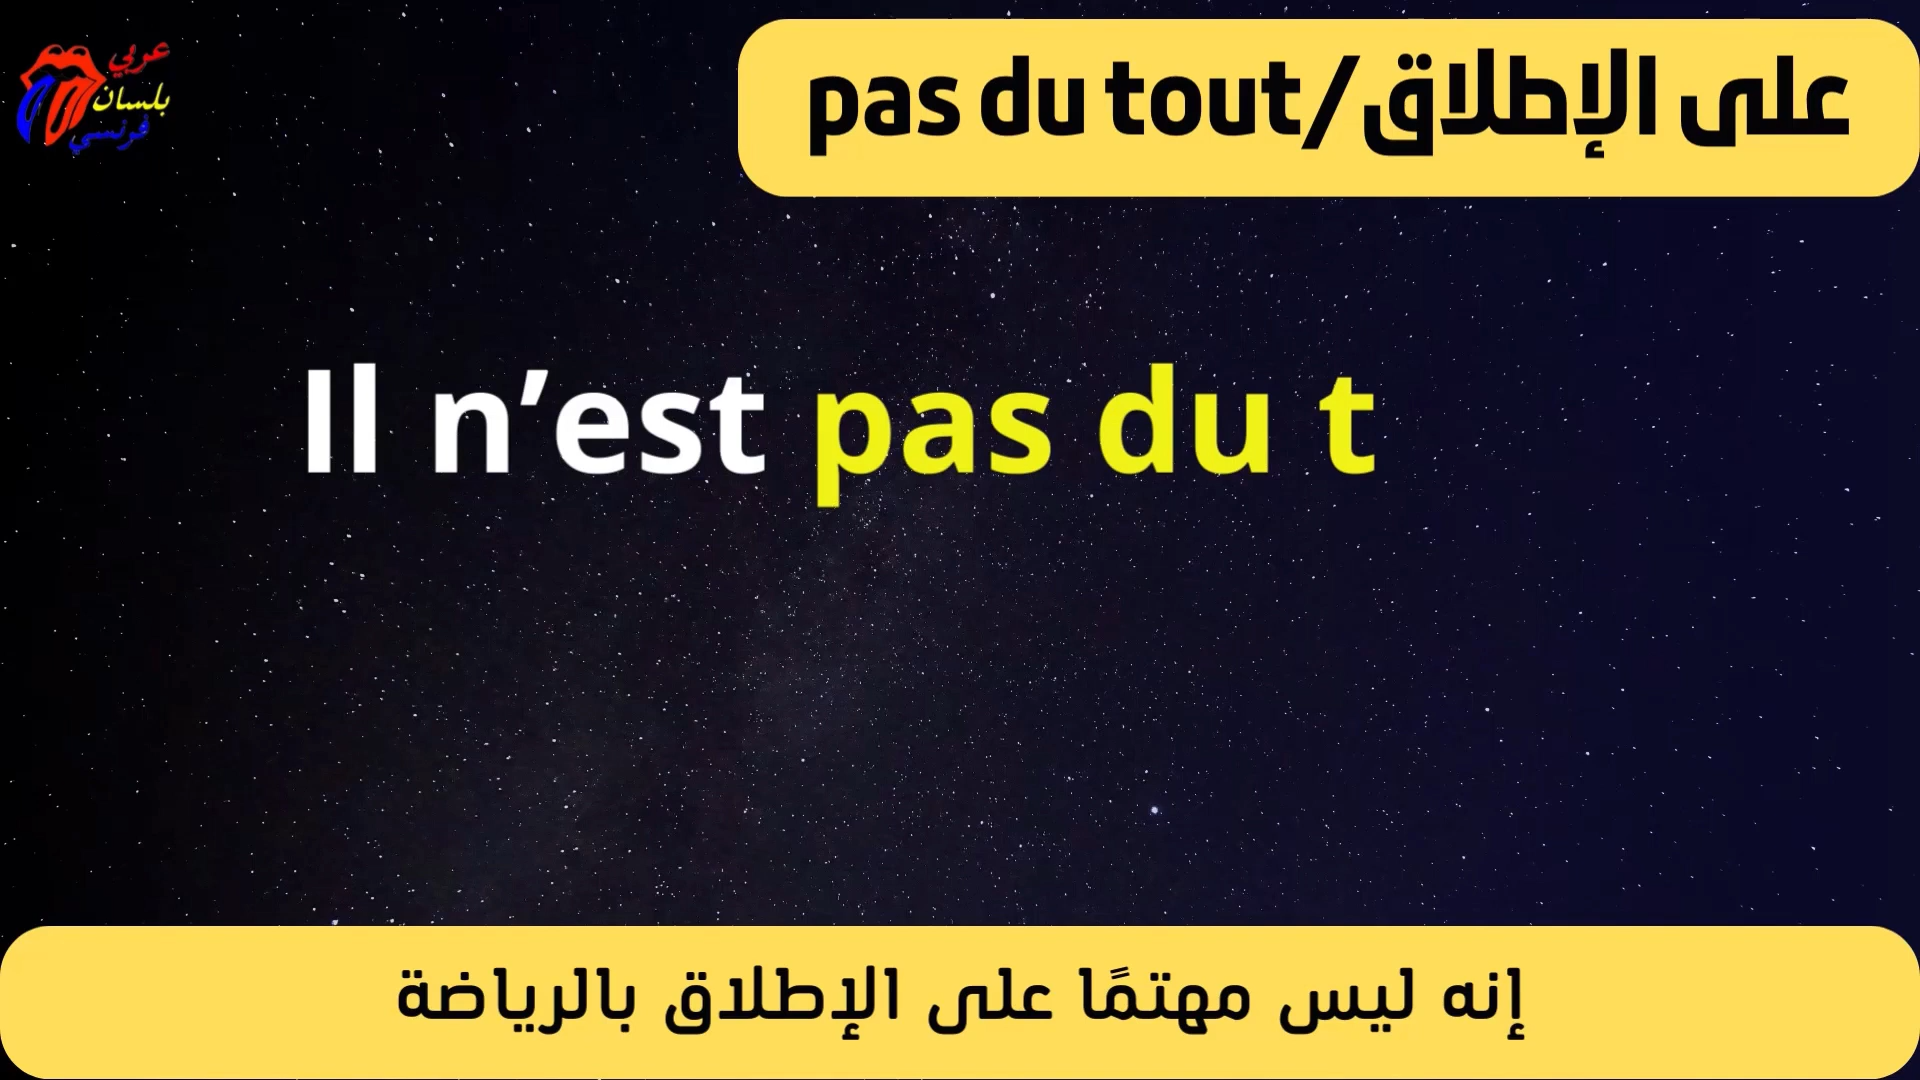 عربي
بلسان
فرنسي
على الإطلاق/pas du tout
Il n’est pas du t
إنه ليس مهتمًا على الإطلاق بالرياضة